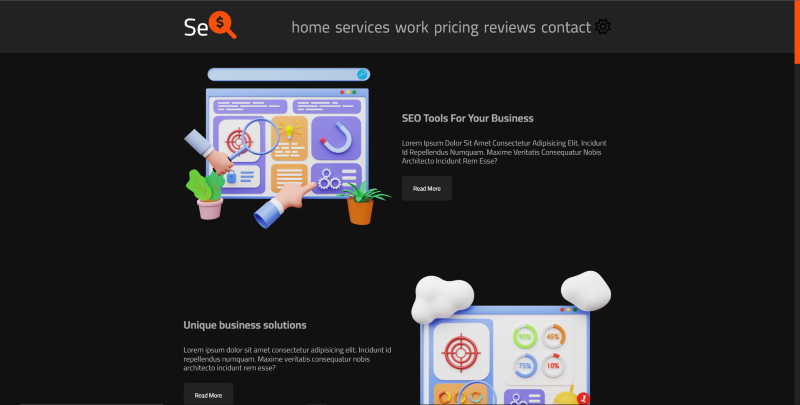 Se
$
home services work pricing reviews contact
SEO Tools For Your Business
Lorem Ipsum Dolor Sit Amet Consectetur Adipisicing Elit. Incidunt
Id Repellendus Numquam. Maxime Veritatis Consequatur Nobis
Architecto Incidunt Rem Esse?
Read More
90%
45%
75%
10%
Unique business solutions
Lorem ipsum dolor sit amet consectetur adipisicing elit. Incidunt id
repellendus numquam. Maxime veritatis consequatur nobis
architecto incidunt rem esse?
Read More
1